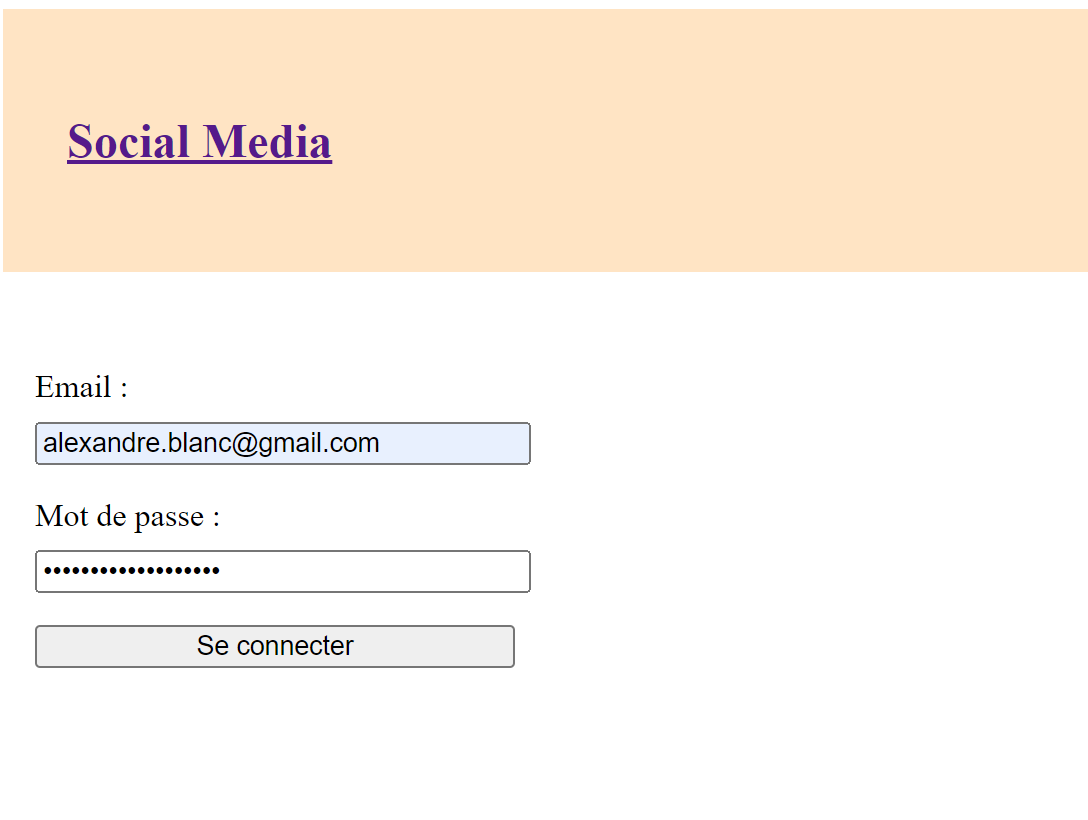 Social Media
Email :
alexandre.blanc@gmail.com
Mot de passe :
•••••••••••••••••••
Se connecter